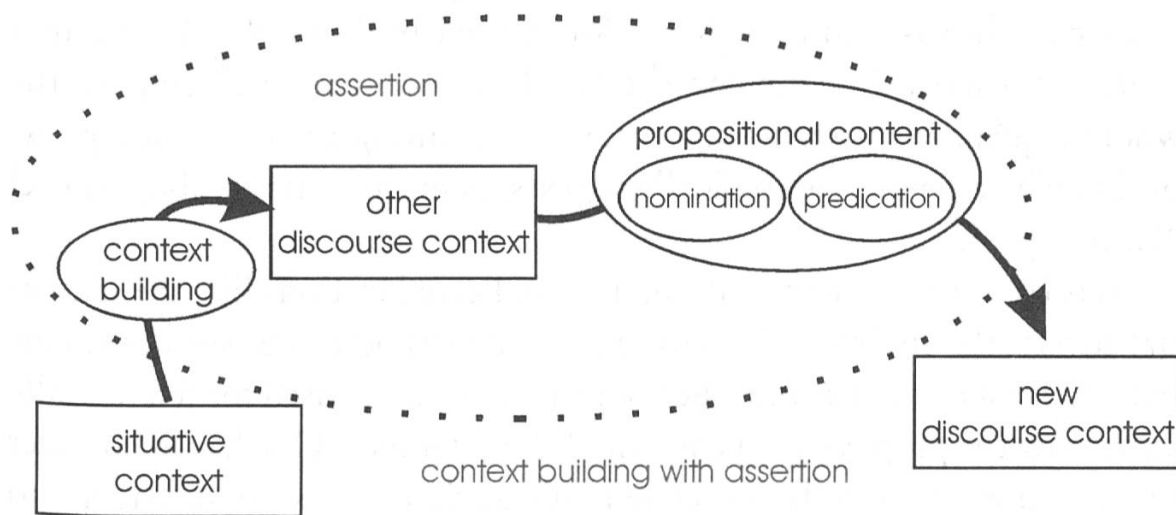 assertion
propositional content
nomination
predication
other
discourse context
context
building
situative
context
new
discourse context
context building with assertion